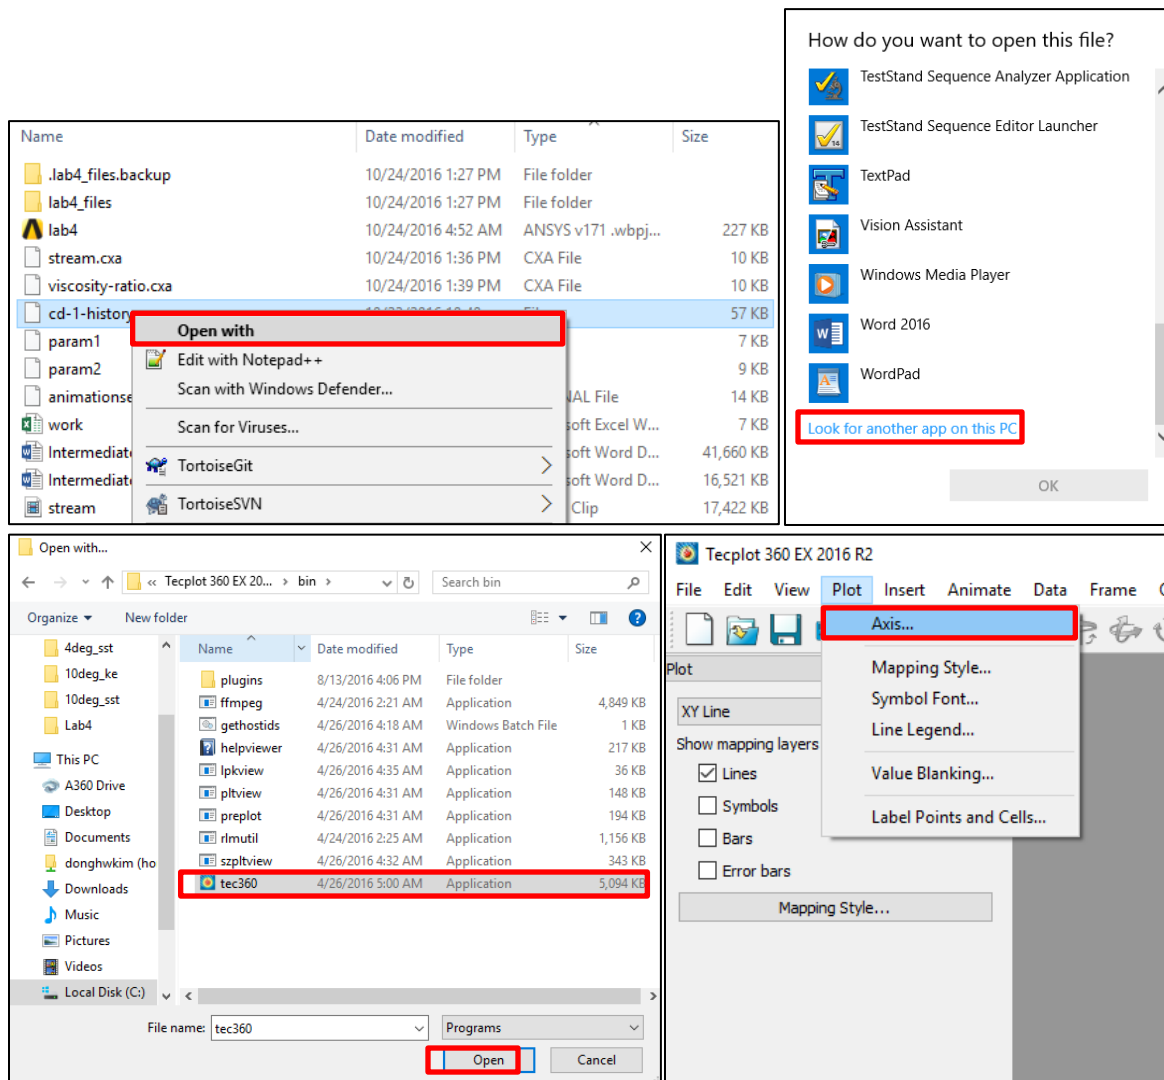 How do you want to open this file?
TestStand Sequence Analyzer Application
TestStand Sequence Editor Launcher
TextPad
Vision Assistant
Windows Media Player
Word 2016
WordPad
Look for another app on this PC
OK
Name Date modified Type Size
.lab4_files.backup 10/24/2016 1:27 PM File folder
lab4_files 10/24/2016 1:27 PM File folder
lab4 10/24/2016 4:52 AM ANSYS v171 .wbpj... 227 KB
stream.cxa 10/24/2016 1:36 PM CXA File 10 KB
viscosity-ratio.cxa 10/24/2016 1:39 PM CXA File 10 KB
cd-1-history 57 KB
param1 7 KB
param2 9 KB
animationse NAL File 14 KB
work soft Excel W... 7 KB
Intermediat soft Word D... 41,660 KB
Intermediat soft Word D... 16,521 KB
stream Clip 17,422 KB
Open with
Edit with Notepad++
Scan with Windows Defender...
Scan for Viruses...
TortoiseGit
TortoiseSVN
Open with...
« Tecplot 360 EX 20... > bin > Search bin
Organize New folder
4deg_sst
10deg_ke
10deg_sst
Lab4
This PC
A360 Drive
Desktop
Documents
donghwkim (ho
Downloads
Music
Pictures
Videos
Local Disk (C:)
Name Date modified Type Size
plugins 8/13/2016 4:06 PM File folder
ffmpeg 4/24/2016 2:21 AM Application 4,849 KB
gethostids 4/26/2016 4:18 AM Windows Batch File 1 KB
helpviewer 4/26/2016 4:31 AM Application 217 KB
lpkview 4/26/2016 4:35 AM Application 36 KB
pltview 4/26/2016 4:31 AM Application 148 KB
preplot 4/26/2016 4:31 AM Application 194 KB
rlmutil 4/24/2016 2:25 AM Application 1,156 KB
szpltview 4/26/2016 4:32 AM Application 343 KB
tec360 4/26/2016 5:00 AM Application 5,094 KB
File name: tec360 Programs
Open Cancel
Tecplot 360 EX 2016 R2
File Edit View Plot Insert Animate Data Frame
Plot
XY Line
Show mapping layers
Lines
Symbols
Bars
Error bars
Mapping Style...
Axis...
Mapping Style...
Symbol Font...
Line Legend...
Value Blanking...
Label Points and Cells...